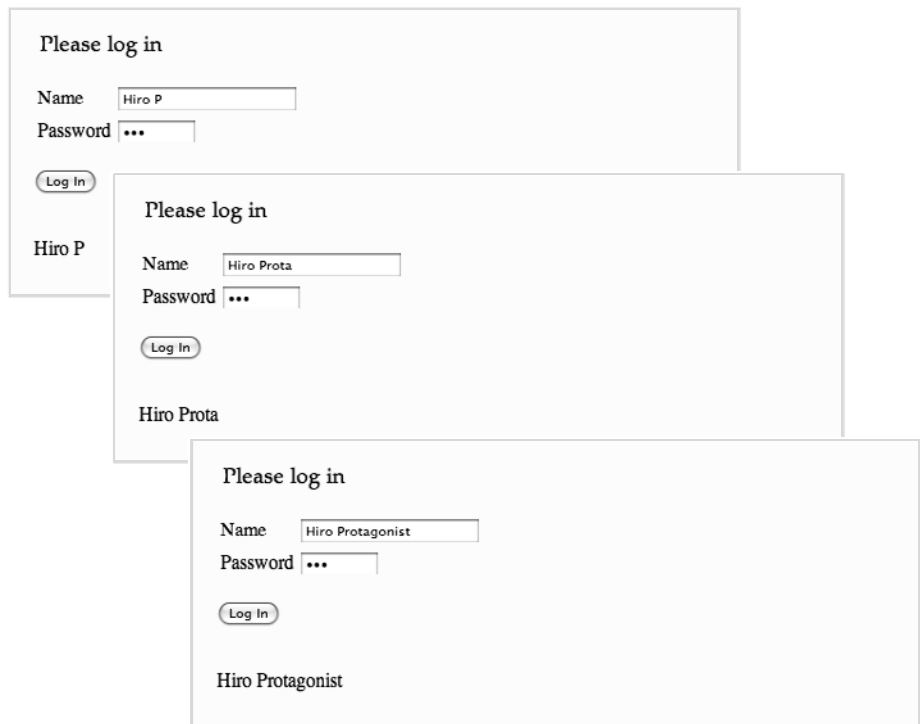 Please log in
Name Hiro P
Password •••
Log In
Hiro P
Please log in
Name Hiro Prota
Password •••
Log In
Hiro Prota
Please log in
Name Hiro Protagonist
Password •••
Log In
Hiro Protagonist